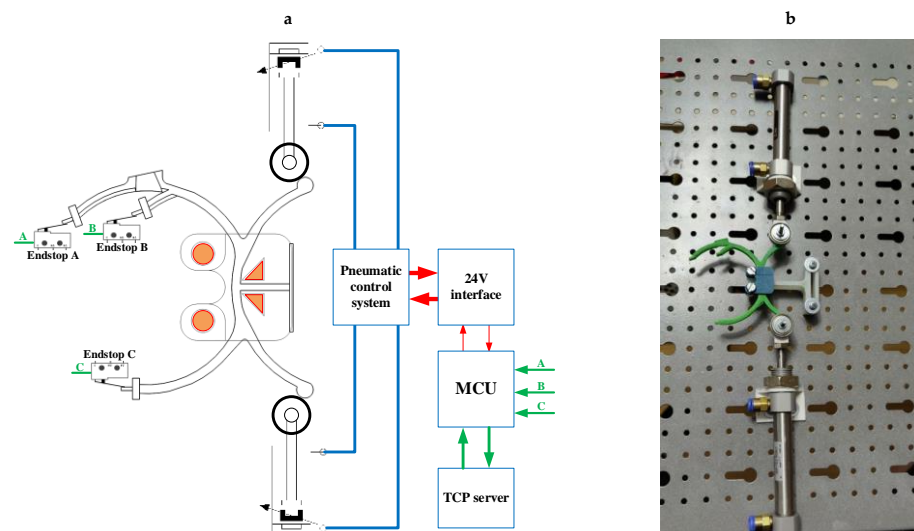 a
b
A
Endstop A
B
Endstop B
Endstop C
C
Pneumatic
control
system
24V
interface
MCU
A
B
C
TCP server